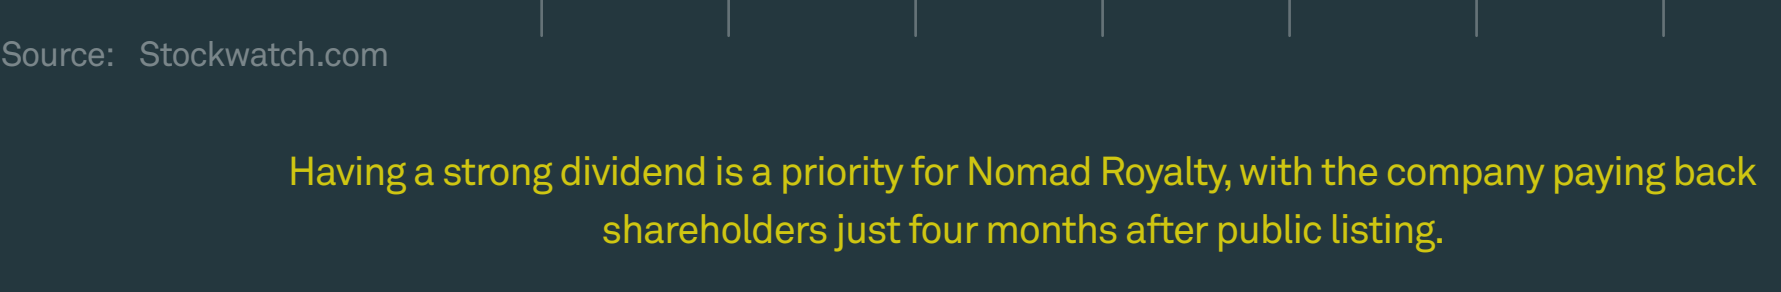 Source: Stockwatch.com
Having a strong dividend is a priority for Nomad Royalty, with the company paying back
shareholders just four months after public listing.